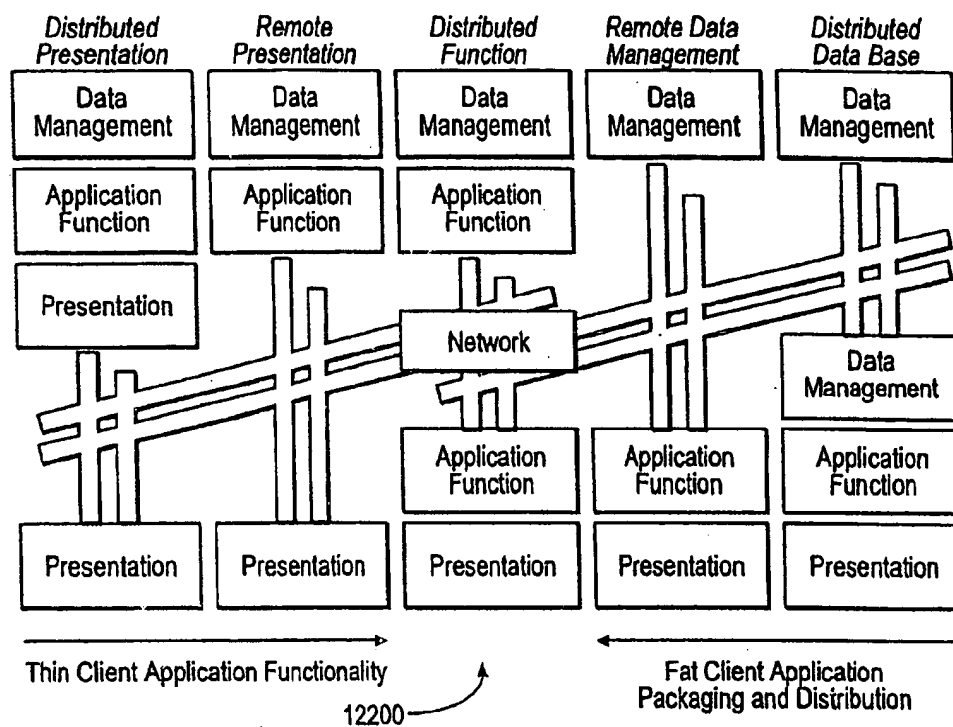 Distributed
Presentation
Remote
Presentation
Distributed
Function
Remote Data
Management
Distributed
Data Base
Data
Management
Data
Management
Data
Management
Data
Management
Data
Management
Application
Function
Application
Function
Application
Function
Presentation
Network
Data
Management
Application
Function
Application
Function
Application
Function
Presentation
Presentation
Presentation
Presentation
Presentation
Thin Client Application Functionality
Fat Client Application
Packaging and Distribution
12200